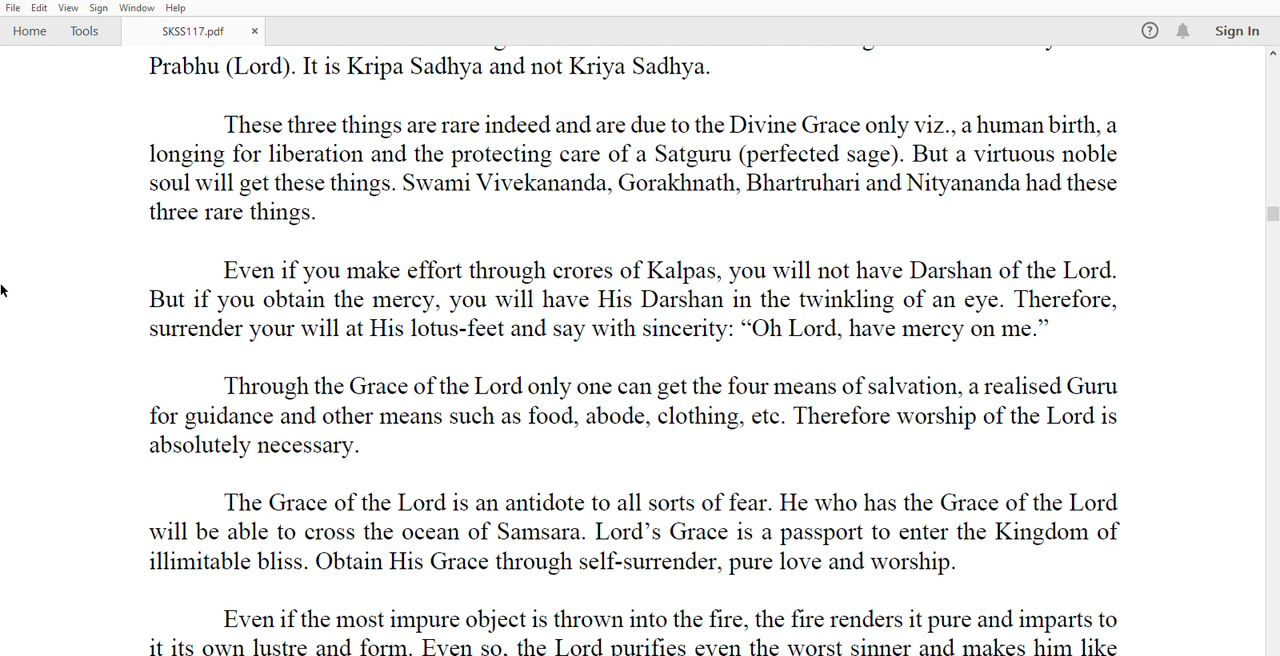 File Edit View Sign Window Help
Home Tools SKSS117.pdf × ? Sign In
Prabhu (Lord). It is Kripa Sadhya and not Kriya Sadhya.
These three things are rare indeed and are due to the Divine Grace only viz., a human birth, a
longing for liberation and the protecting care of a Satguru (perfected sage). But a virtuous noble
soul will get these things. Swami Vivekananda, Gorakhnath, Bhartruhari and Nityananda had these
three rare things.
Even if you make effort through crores of Kalpas, you will not have Darshan of the Lord.
But if you obtain the mercy, you will have His Darshan in the twinkling of an eye. Therefore,
surrender your will at His lotus-feet and say with sincerity: “Oh Lord, have mercy on me.”
Through the Grace of the Lord only one can get the four means of salvation, a realised Guru
for guidance and other means such as food, abode, clothing, etc. Therefore worship of the Lord is
absolutely necessary.
The Grace of the Lord is an antidote to all sorts of fear. He who has the Grace of the Lord
will be able to cross the ocean of Samsara. Lord’s Grace is a passport to enter the Kingdom of
illimitable bliss. Obtain His Grace through self-surrender, pure love and worship.
Even if the most impure object is thrown into the fire, the fire renders it pure and imparts to
it its own lustre and form. Even so, the Lord purifies even the worst sinner and makes him like